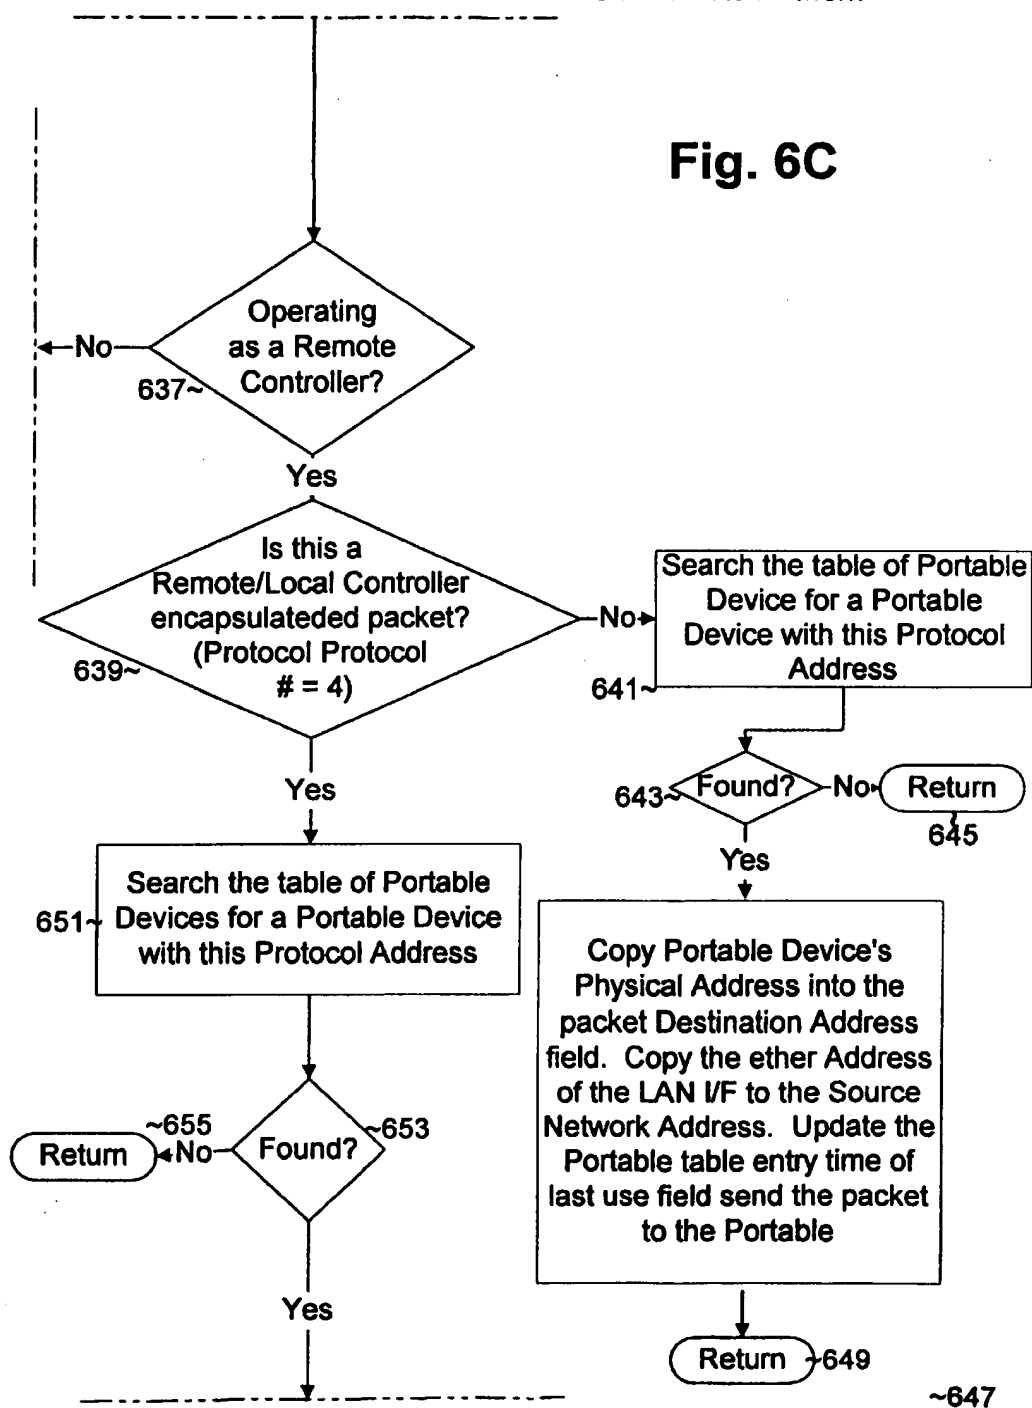 Fig. 6C
Operating
as a Remote
Controller?
No
637~
Yes
Is this a
Remote/Local Controller
encapsulateded packet?
(Protocol Protocol
# = 4)
639~
No
Search the table of Portable
Device for a Portable
Device with this Protocol
Address
641~
Found?
643~
No
Return
645
Yes
Yes
Search the table of Portable
Devices for a Portable Device
with this Protocol Address
651~
Copy Portable Device's
Physical Address into the
packet Destination Address
field. Copy the ether Address
of the LAN I/F to the Source
Network Address. Update the
Portable table entry time of
last use field send the packet
to the Portable
Found?
~653
~655
No
Return
Yes
Return
~649
~647